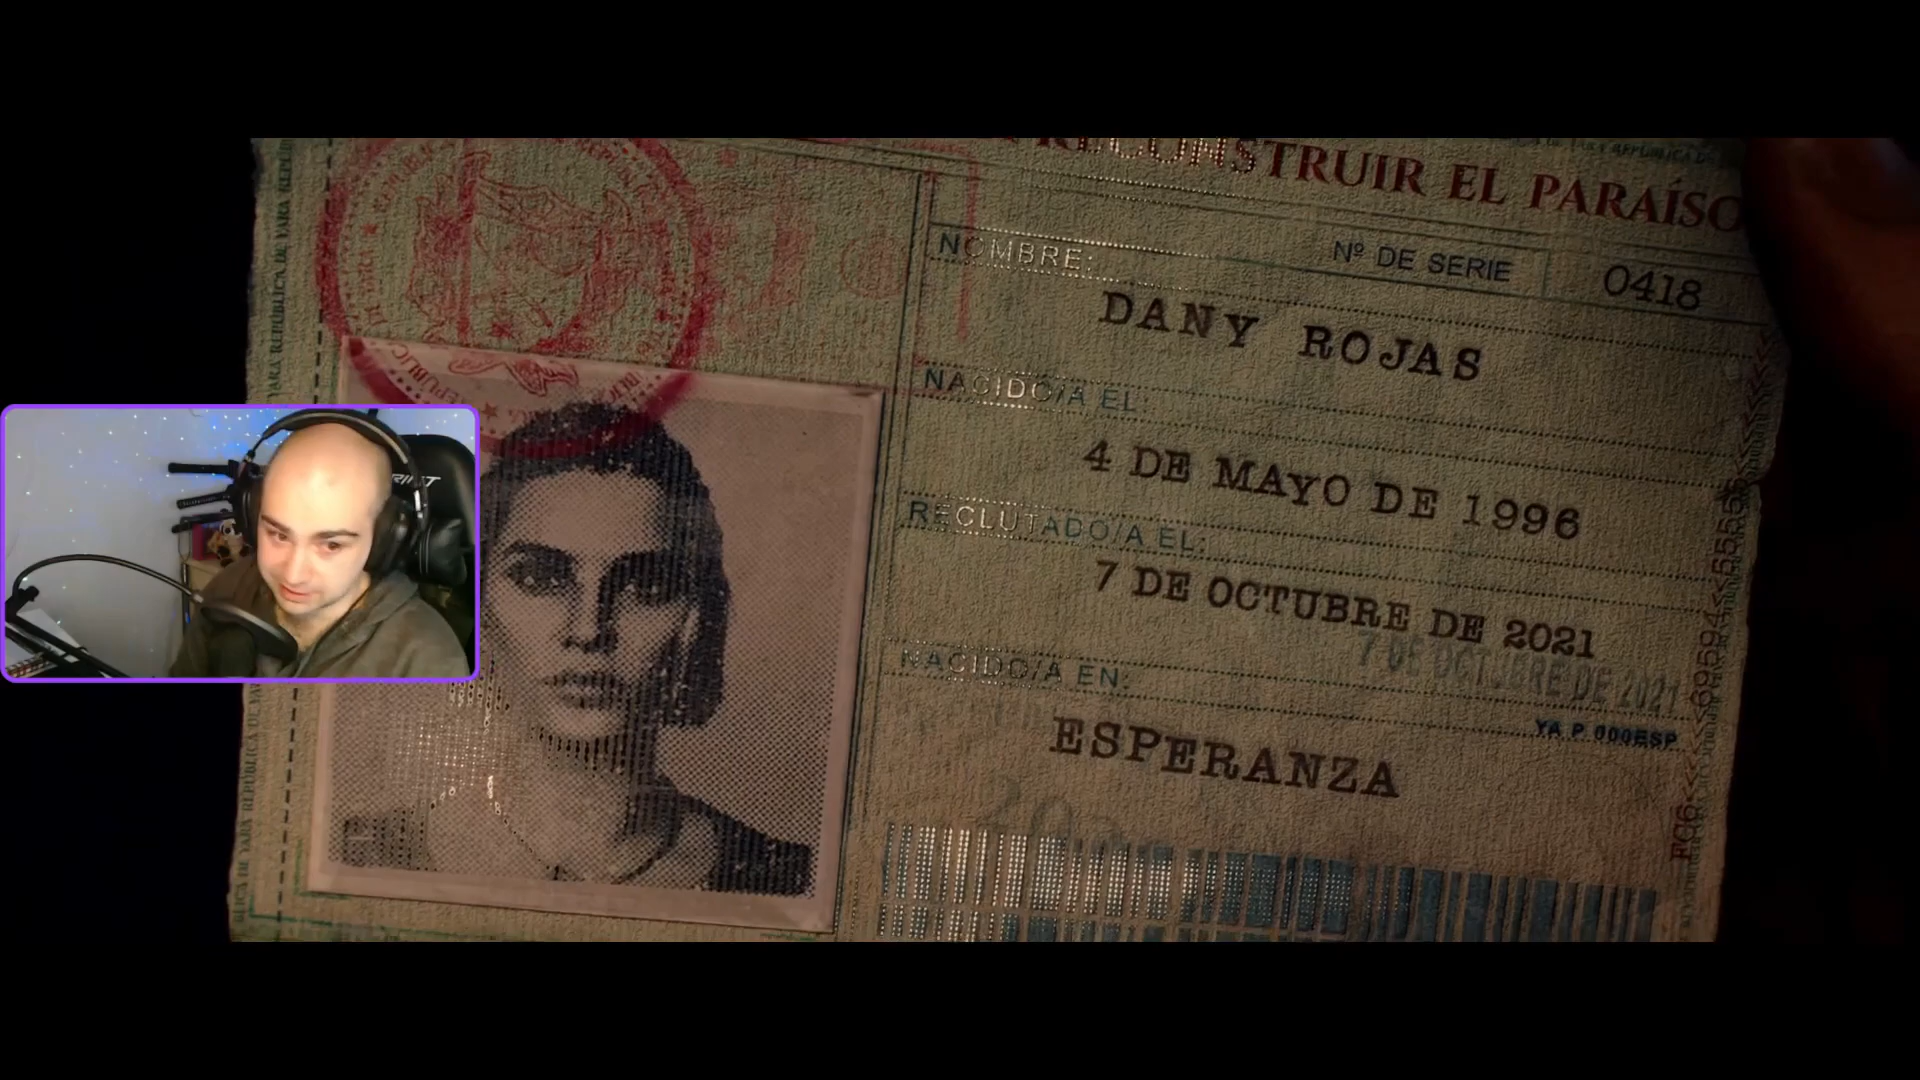 RECONSTRUIR EL PARAÍSO
NOMBRE:
Nº DE SERIE
0418
DANY ROJAS
NACIDO/A EL:
4 DE MAYO DE 1996
RECLUTADO/A EL:
7 DE OCTUBRE DE 2021
7 DE OCTUBRE DE 2021
NACIDO/A EN:
YA P 000ESP
ESPERANZA